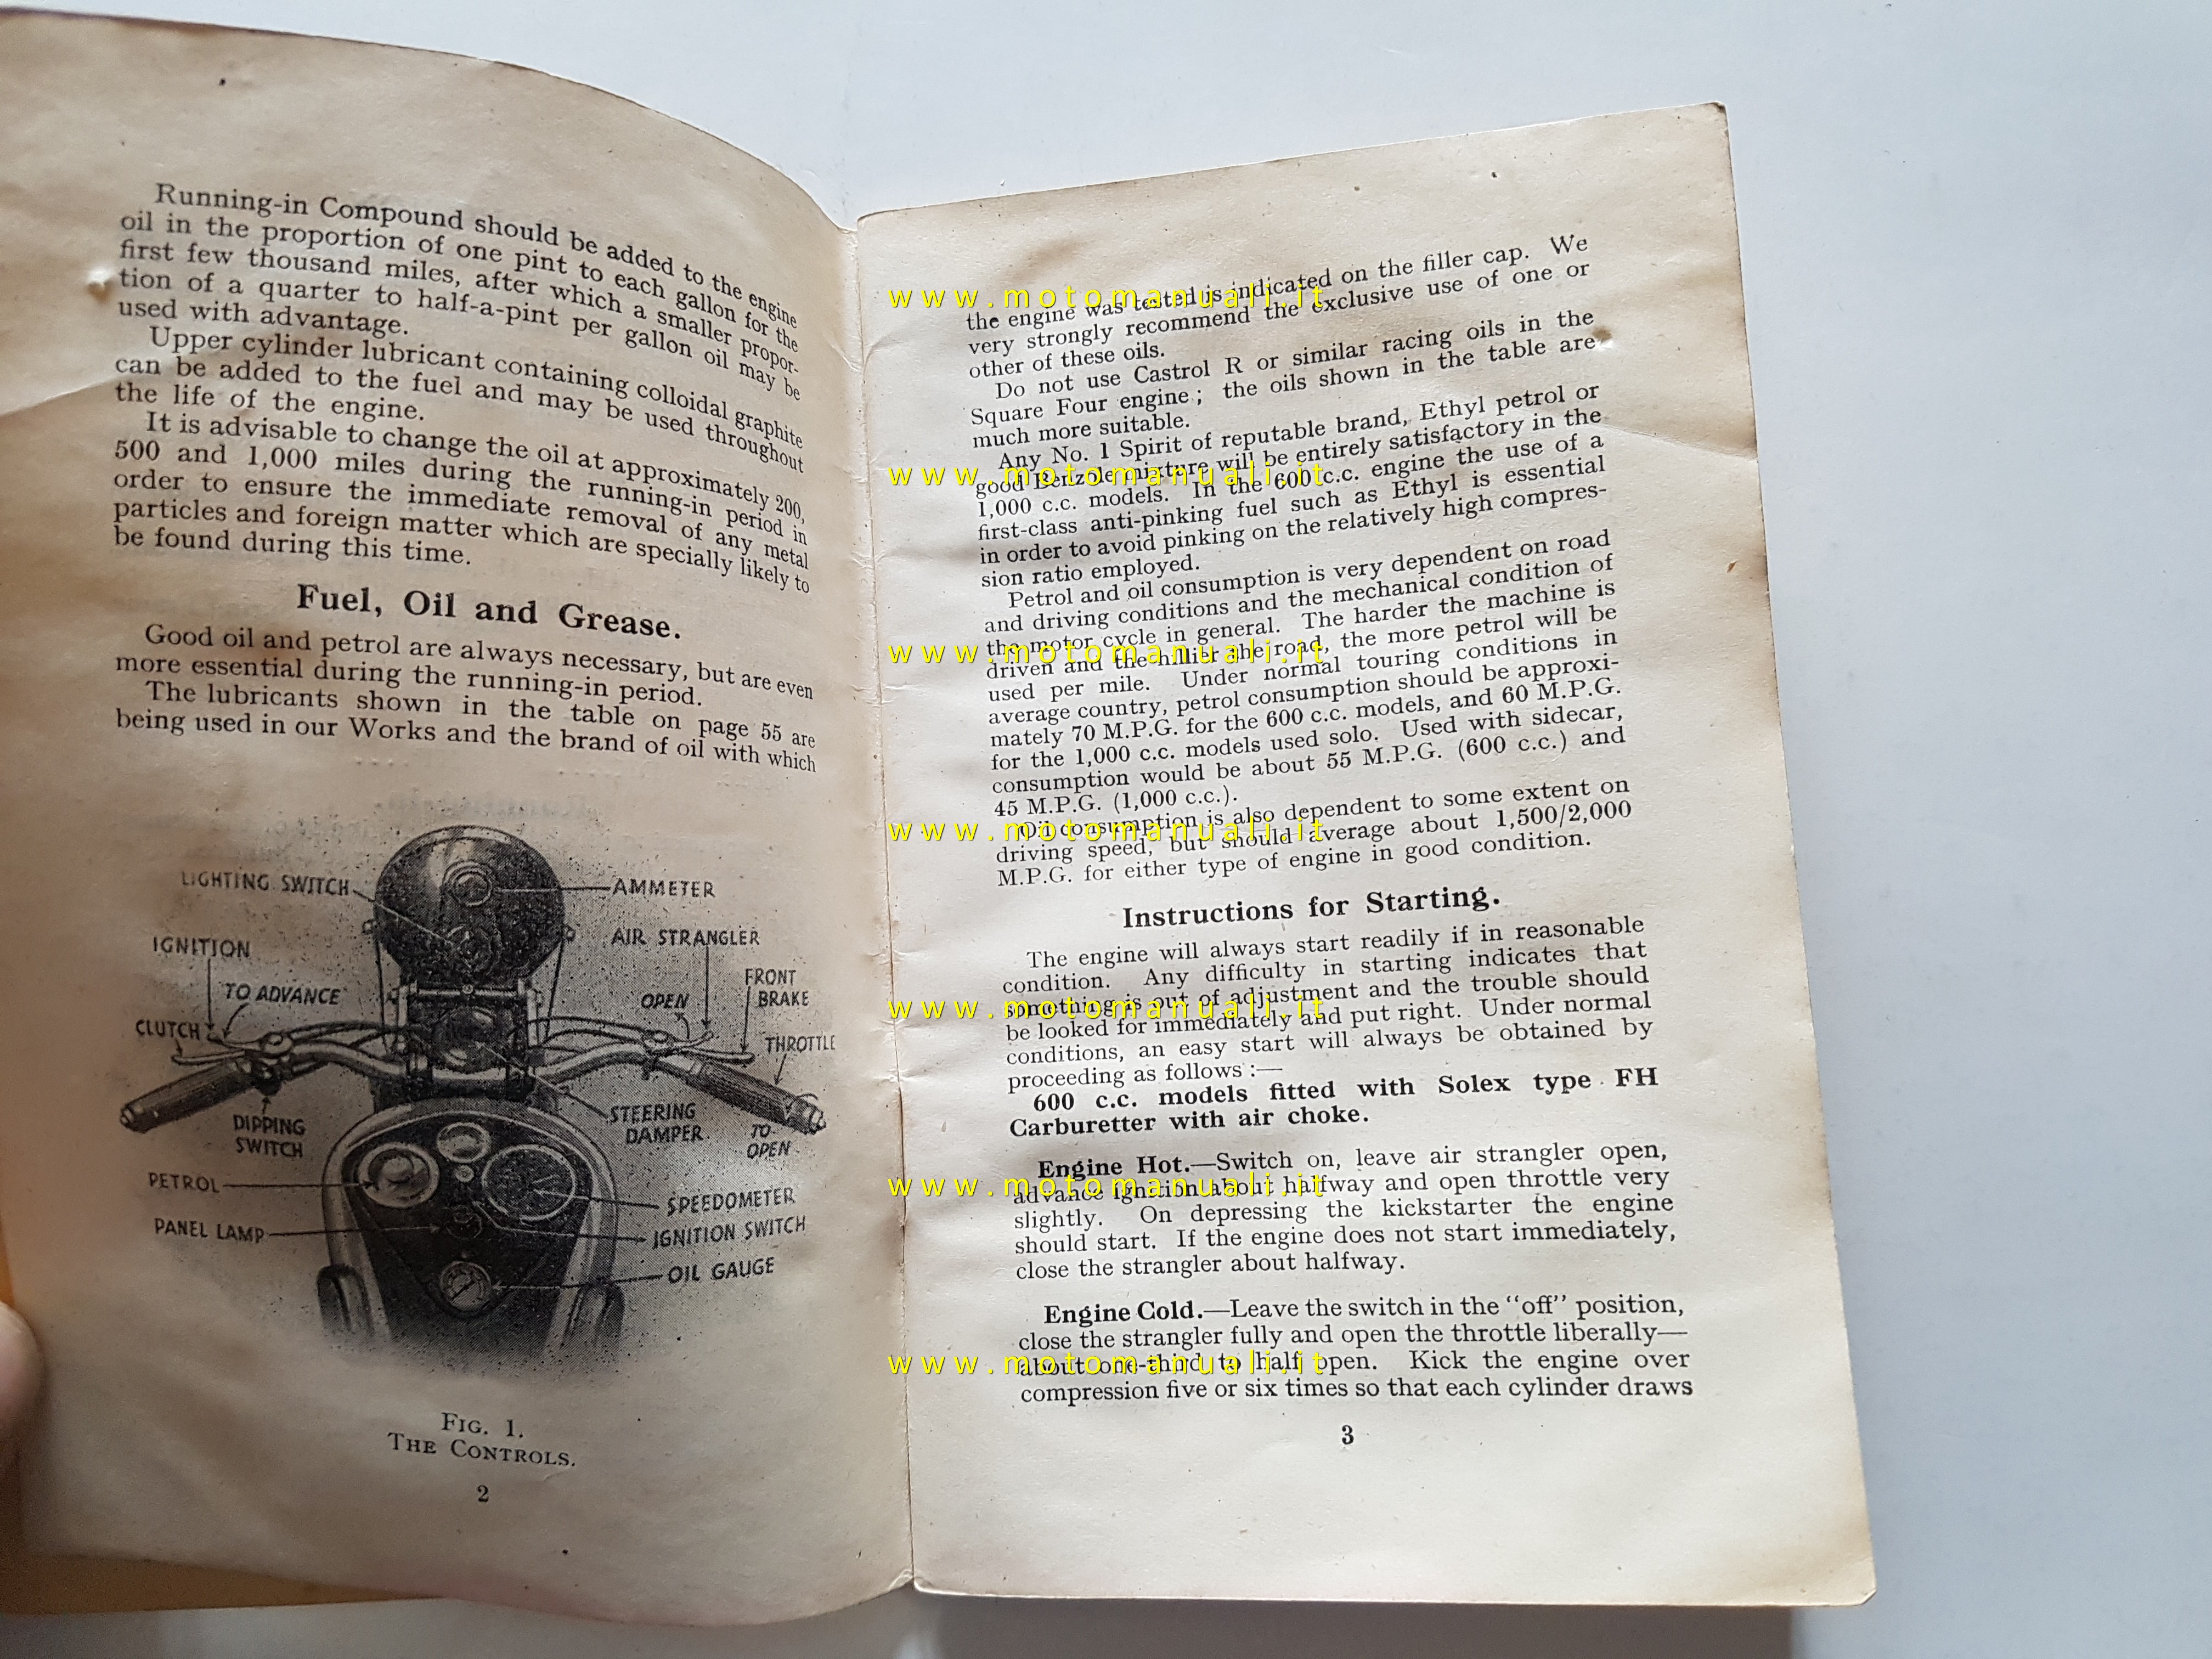 Running-in Compound should be added to the engine
oil in the proportion of one pint to each gallon for the
first few thousand miles, after which a smaller propor-
tion of a quarter to half-a-pint per gallon oil may be
used with advantage.
Upper cylinder lubricant containing colloidal graphite
can be added to the fuel and may be used throughout
the life of the engine.
It is advisable to change the oil at approximately 200,
500 and 1,000 miles during the running-in period in
order to ensure the immediate removal of any metal
particles and foreign matter which are specially likely to
be found during this time.
Fuel, Oil and Grease.
Good oil and petrol are always necessary, but are even
more essential during the running-in period.
The lubricants shown in the table on page 55 are
being used in our Works and the brand of oil with which
LIGHTING SWITCH
AMMETER
IGNITION
AIR STRANGLER
TO ADVANCE
OPEN
FRONT
BRAKE
CLUTCH
THROTTLE
DIPPING
SWITCH
STEERING
DAMPER
TO
OPEN
PETROL
SPEEDOMETER
PANEL LAMP
IGNITION SWITCH
OIL GAUGE
FIG. 1.
THE CONTROLS.
2
the engine was tested is indicated on the filler cap. We
very strongly recommend the exclusive use of one or
other of these oils.
Do not use Castrol R or similar racing oils in the
Square Four engine; the oils shown in the table are
much more suitable.
Any No. 1 Spirit of reputable brand, Ethyl petrol or
good Benzole mixture will be entirely satisfactory in the
1,000 c.c. models. In the 600 c.c. engine the use of a
first-class anti-pinking fuel such as Ethyl is essential
in order to avoid pinking on the relatively high compres-
sion ratio employed.
Petrol and oil consumption is very dependent on road
and driving conditions and the mechanical condition of
the motor cycle in general. The harder the machine is
driven and the hillier the road, the more petrol will be
used per mile. Under normal touring conditions in
average country, petrol consumption should be approxi-
mately 70 M.P.G. for the 600 c.c. models, and 60 M.P.G.
for the 1,000 c.c. models used solo. Used with sidecar,
consumption would be about 55 M.P.G. (600 c.c.) and
45 M.P.G. (1,000 c.c.).
Oil consumption is also dependent to some extent on
driving speed, but should average about 1,500/2,000
M.P.G. for either type of engine in good condition.
Instructions for Starting.
The engine will always start readily if in reasonable
condition. Any difficulty in starting indicates that
something is out of adjustment and the trouble should
be looked for immediately and put right. Under normal
conditions, an easy start will always be obtained by
proceeding as follows :—
600 c.c. models fitted with Solex type FH
Carburetter with air choke.
Engine Hot.—Switch on, leave air strangler open,
advance ignition about halfway and open throttle very
slightly. On depressing the kickstarter the engine
should start. If the engine does not start immediately,
close the strangler about halfway.
Engine Cold.—Leave the switch in the "off" position,
close the strangler fully and open the throttle liberally—
about one-third to half open. Kick the engine over
compression five or six times so that each cylinder draws
3
www.motomanuali.it
www.motomanuali.it
www.motomanuali.it
www.motomanuali.it
www.motomanuali.it
www.motomanuali.it
www.motomanuali.it